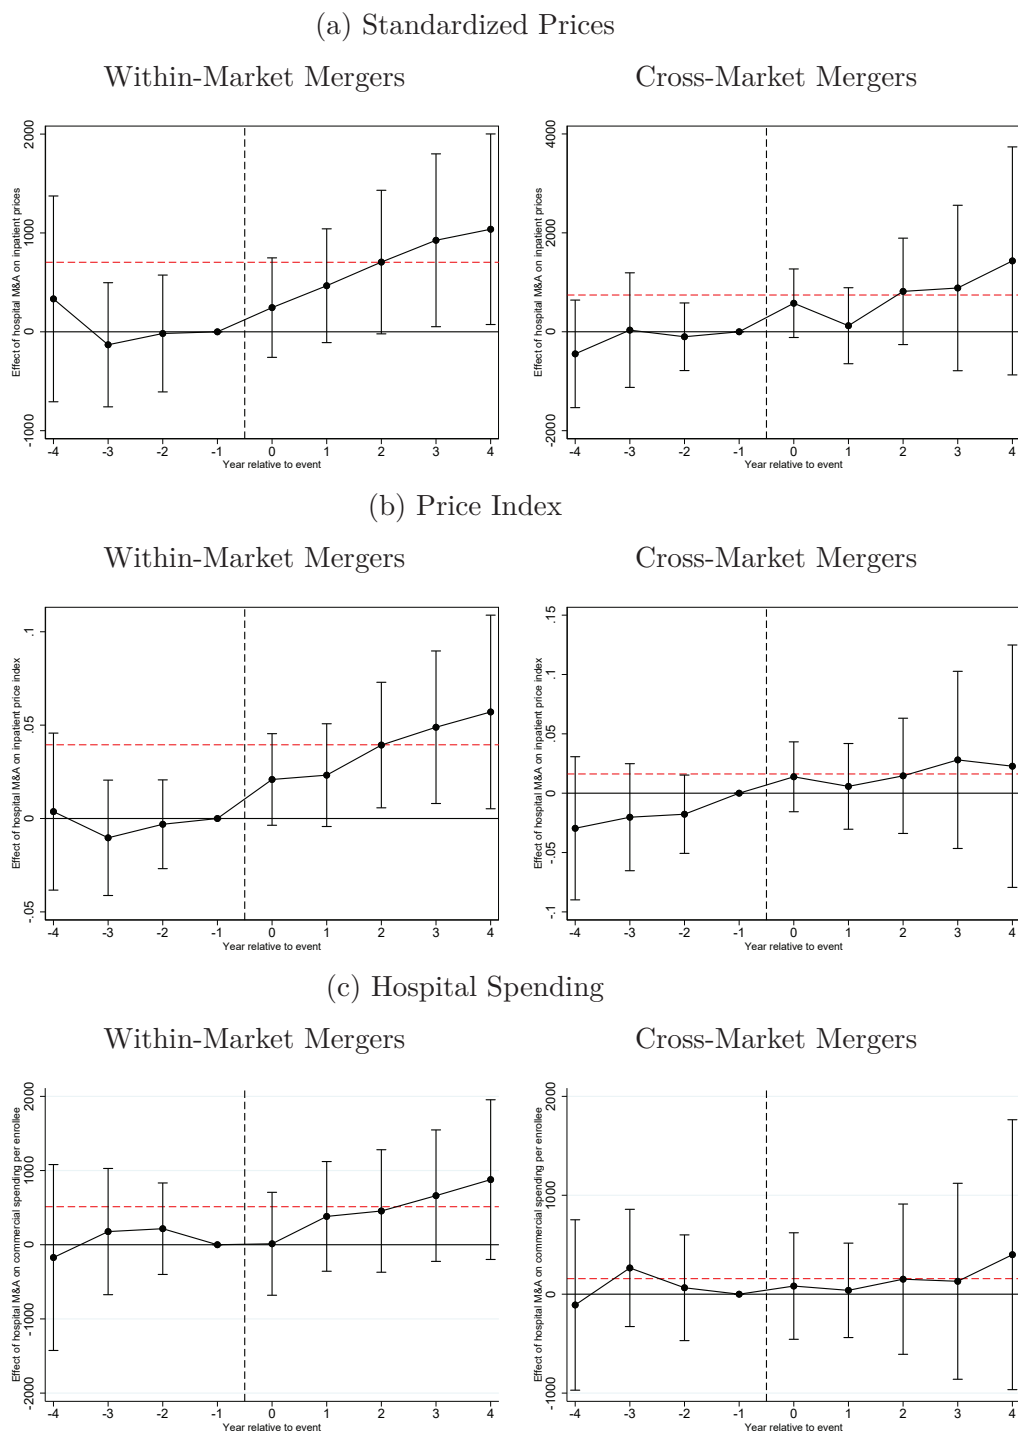 (a) Standardized Prices
Within-Market Mergers
Effect of hospital M&A on inpatient prices
2000
1000
0
-1000
-4 -3 -2 -1 0 1 2 3 4
Year relative to event
Cross-Market Mergers
Effect of hospital M&A on inpatient prices
4000
2000
0
-2000
-4 -3 -2 -1 0 1 2 3 4
Year relative to event
(b) Price Index
Within-Market Mergers
Effect of hospital M&A on inpatient price index
.1
.05
0
-.05
-4 -3 -2 -1 0 1 2 3 4
Year relative to event
Cross-Market Mergers
Effect of hospital M&A on inpatient price index
.15
.1
.05
0
-.05
-.1
-4 -3 -2 -1 0 1 2 3 4
Year relative to event
(c) Hospital Spending
Within-Market Mergers
Effect of hospital M&A on commercial spending per enrollee
2000
1000
0
-1000
-2000
-4 -3 -2 -1 0 1 2 3 4
Year relative to event
Cross-Market Mergers
Effect of hospital M&A on commercial spending per enrollee
2000
1000
0
-1000
-4 -3 -2 -1 0 1 2 3 4
Year relative to event